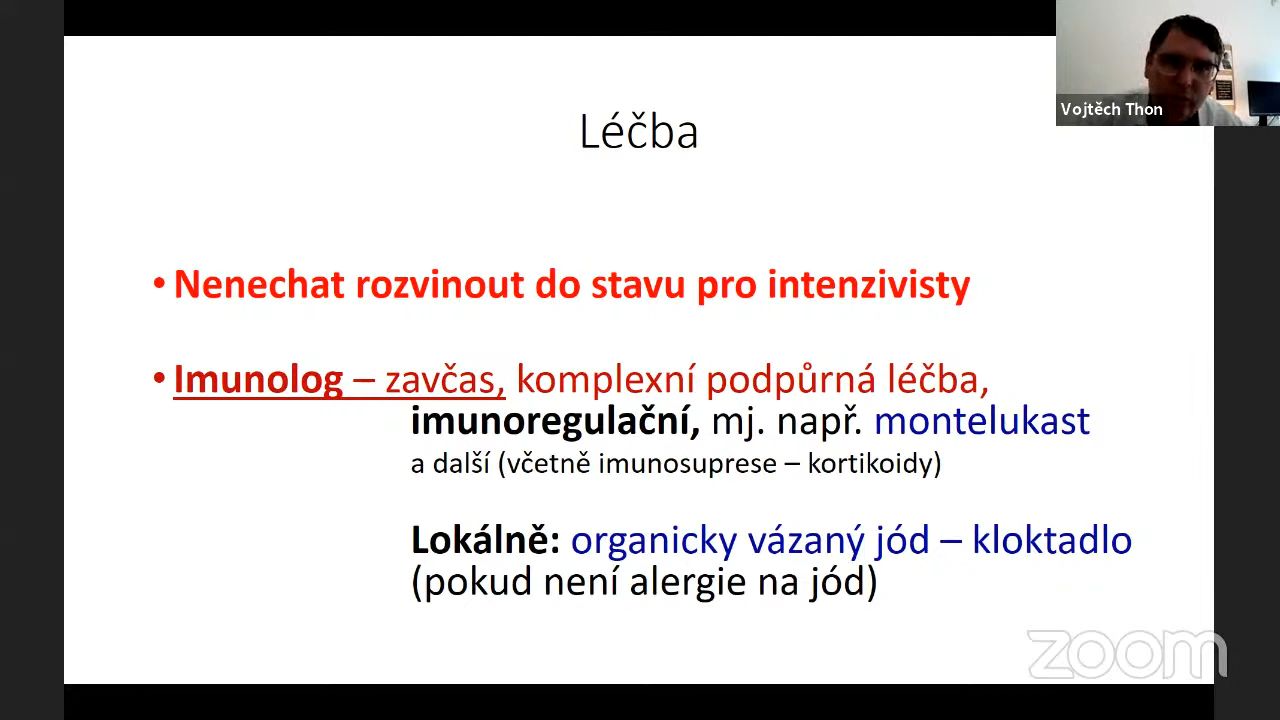 Vojtěch Thon
Léčba
• Nenechat rozvinout do stavu pro intenzivisty
• Imunolog – zavčas, komplexní podpůrná léčba,
imunoregulační, mj. např. montelukast
a další (včetně imunosuprese – kortikoidy)
Lokálně: organicky vázaný jód – kloktadlo
(pokud není alergie na jód)
zoom